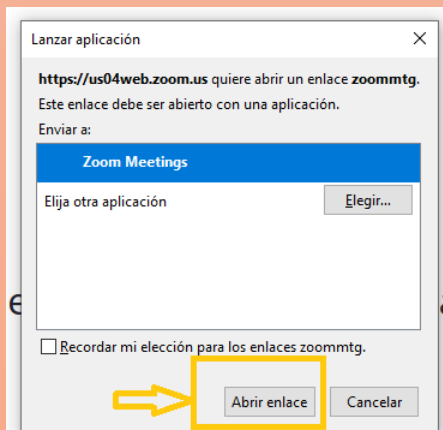 Lanzar aplicación
https://us04web.zoom.us quiere abrir un enlace zoommtg.
Este enlace debe ser abierto con una aplicación.
Enviar a:
Zoom Meetings
Elija otra aplicación
Elegir...
Recordar mi elección para los enlaces zoommtg.
Abrir enlace
Cancelar